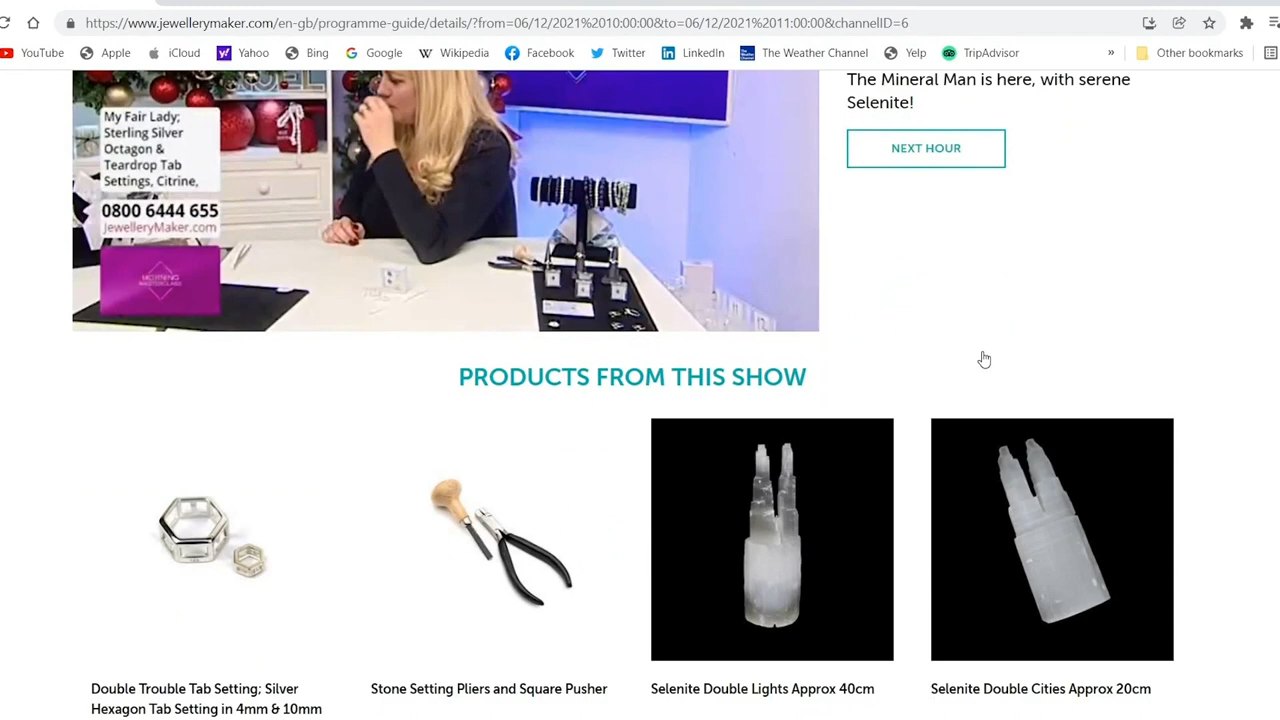 https://www.jewellerymaker.com/en-gb/programme-guide/details/?from=06/12/2021%2010:00:00&to=06/12/2021%2011:00:00&channelID=6
YouTube Apple iCloud Yahoo Bing Google Wikipedia Facebook Twitter LinkedIn The Weather Channel Yelp TripAdvisor » Other bookmarks
My Fair Lady;
Sterling Silver
Octagon &
Teardrop Tab
Settings, Citrine,
0800 6444 655
JewelleryMaker.com
MORNING
MASTERCLASS
The Mineral Man is here, with serene
Selenite!
NEXT HOUR
PRODUCTS FROM THIS SHOW
Double Trouble Tab Setting; Silver
Hexagon Tab Setting in 4mm & 10mm
Stone Setting Pliers and Square Pusher
Selenite Double Lights Approx 40cm
Selenite Double Cities Approx 20cm